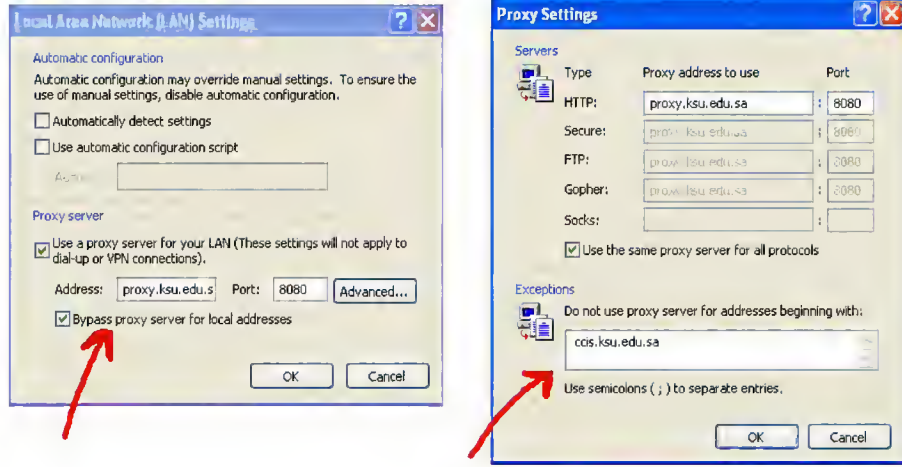 Local Area Network (LAN) Settings
Automatic configuration
Automatic configuration may override manual settings. To ensure the
use of manual settings, disable automatic configuration.
Automatically detect settings
Use automatic configuration script
Proxy server
Use a proxy server for your LAN (These settings will not apply to
dial-up or VPN connections).
Address: proxy.ksu.edu.s Port: 8080 Advanced...
Bypass proxy server for local addresses
OK Cancel
Proxy Settings
Servers
Type Proxy address to use Port
HTTP: proxy.ksu.edu.sa : 8080
Secure: proxy.ksu.edu.sa : 8080
FTP: proxy.ksu.edu.sa : 8080
Gopher: proxy.ksu.edu.sa : 8080
Socks: :
Use the same proxy server for all protocols
Exceptions
Do not use proxy server for addresses beginning with:
ccis.ksu.edu.sa
Use semicolons ( ; ) to separate entries.
OK Cancel